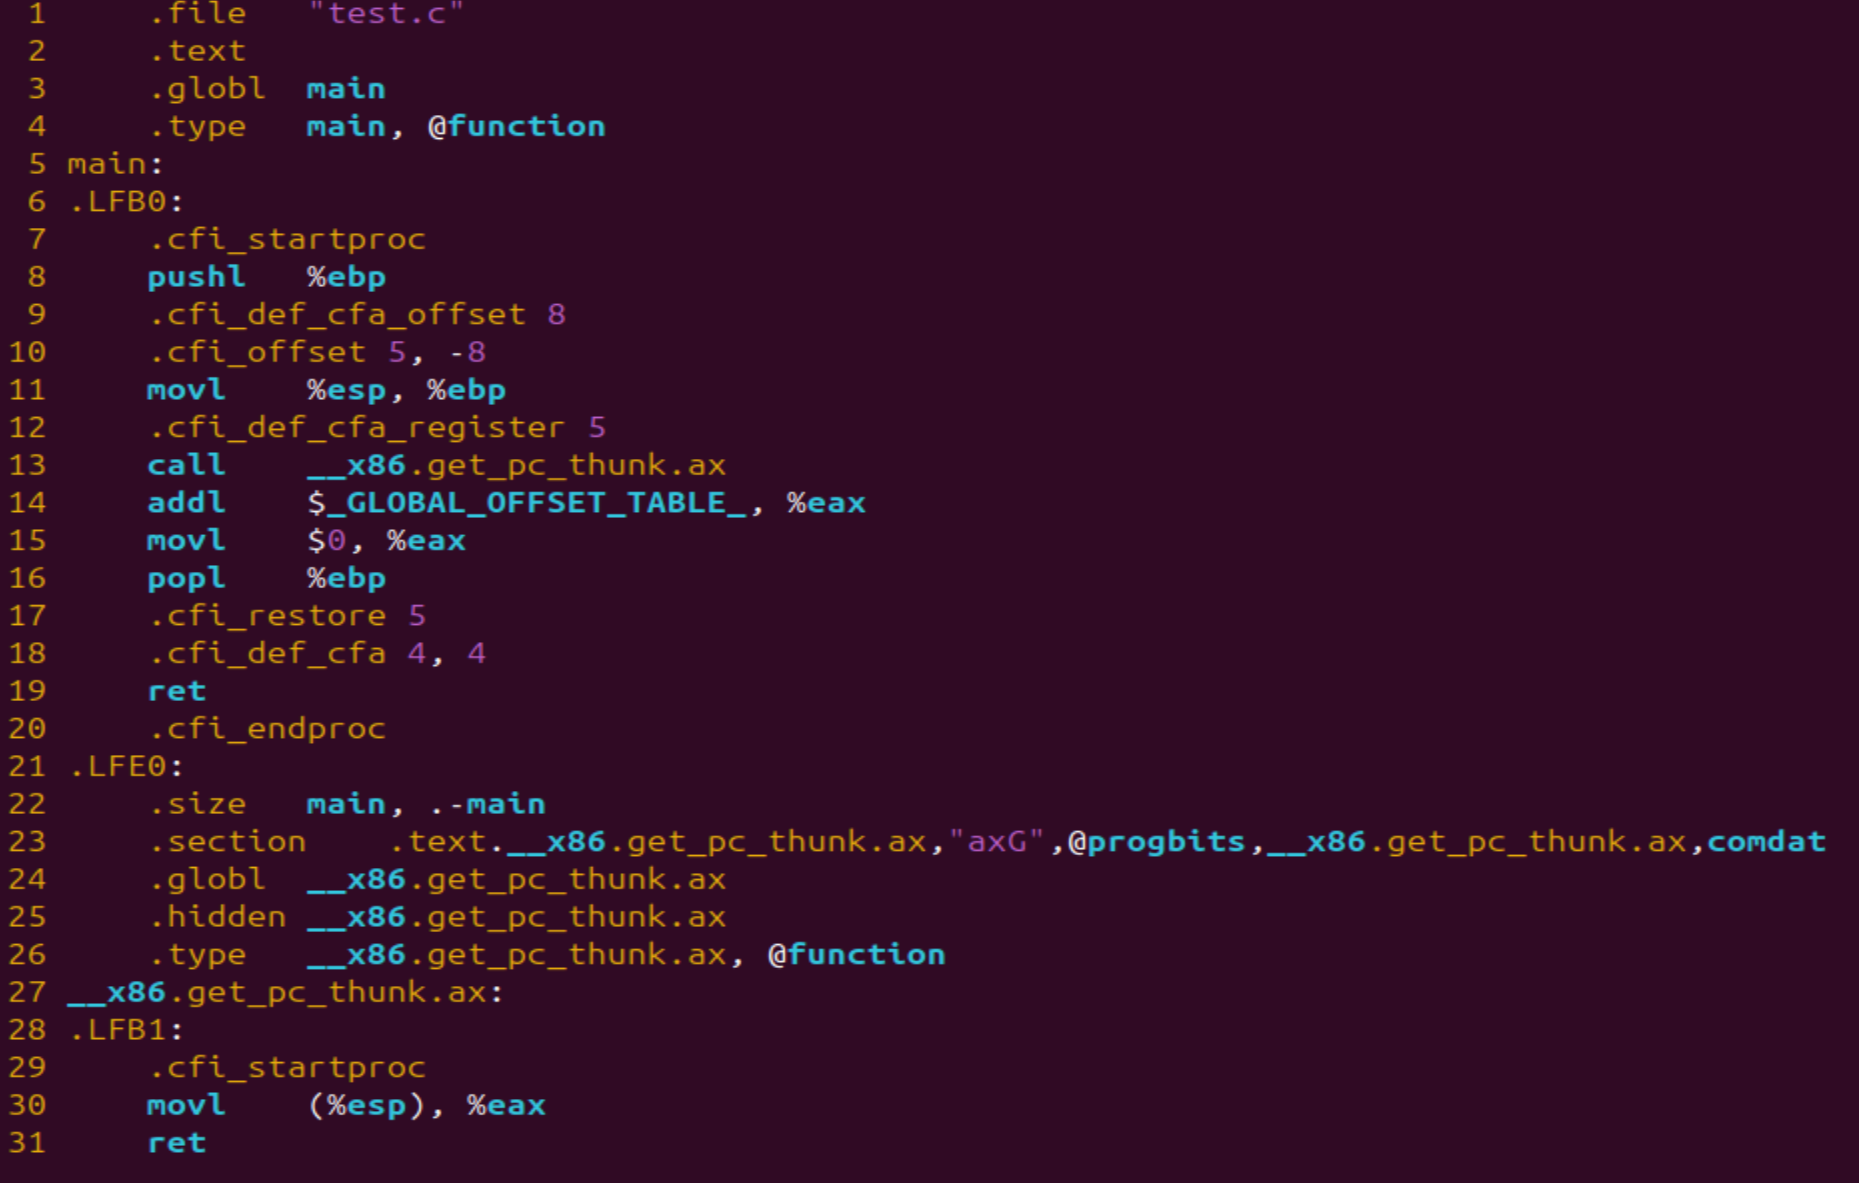 1 .file "test.c"
2 .text
3 .globl main
4 .type main, @function
5 main:
6 .LFB0:
7 .cfi_startproc
8 pushl %ebp
9 .cfi_def_cfa_offset 8
10 .cfi_offset 5, -8
11 movl %esp, %ebp
12 .cfi_def_cfa_register 5
13 call __x86.get_pc_thunk.ax
14 addl $_GLOBAL_OFFSET_TABLE_, %eax
15 movl $0, %eax
16 popl %ebp
17 .cfi_restore 5
18 .cfi_def_cfa 4, 4
19 ret
20 .cfi_endproc
21 .LFE0:
22 .size main, .-main
23 .section .text.__x86.get_pc_thunk.ax,"axG",@progbits,__x86.get_pc_thunk.ax,comdat
24 .globl __x86.get_pc_thunk.ax
25 .hidden __x86.get_pc_thunk.ax
26 .type __x86.get_pc_thunk.ax, @function
27 __x86.get_pc_thunk.ax:
28 .LFB1:
29 .cfi_startproc
30 movl (%esp), %eax
31 ret